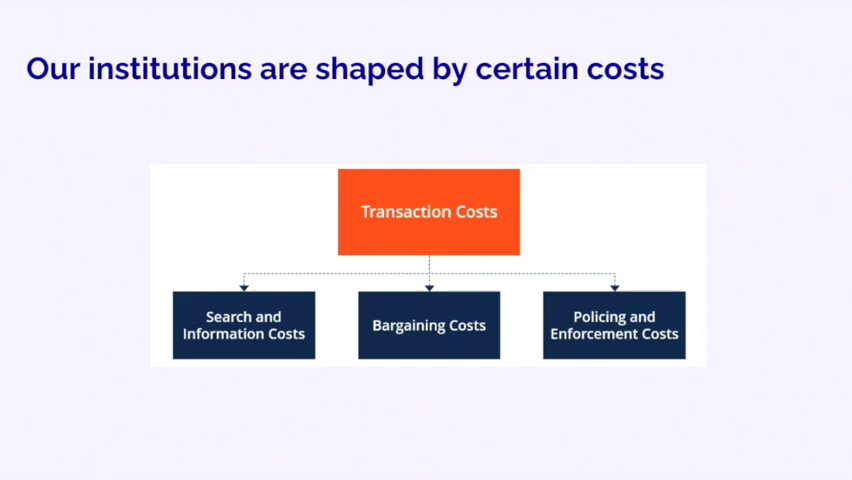 Our institutions are shaped by certain costs
Transaction Costs
Search and
Information Costs
Bargaining Costs
Policing and
Enforcement Costs